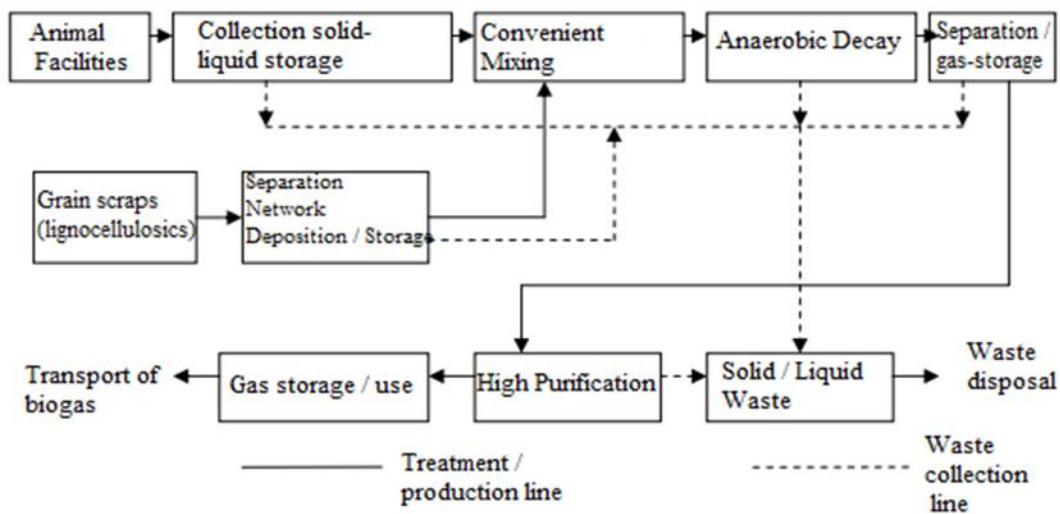 Animal
Facilities
Collection solid-
liquid storage
Convenient
Mixing
Anaerobic Decay
Separation /
gas-storage
Grain scraps
(lignocellulosics)
Separation
Network
Deposition / Storage
Transport of
biogas
Gas storage / use
High Purification
Solid / Liquid
Waste
Waste
disposal
Treatment /
production line
Waste
collection
line